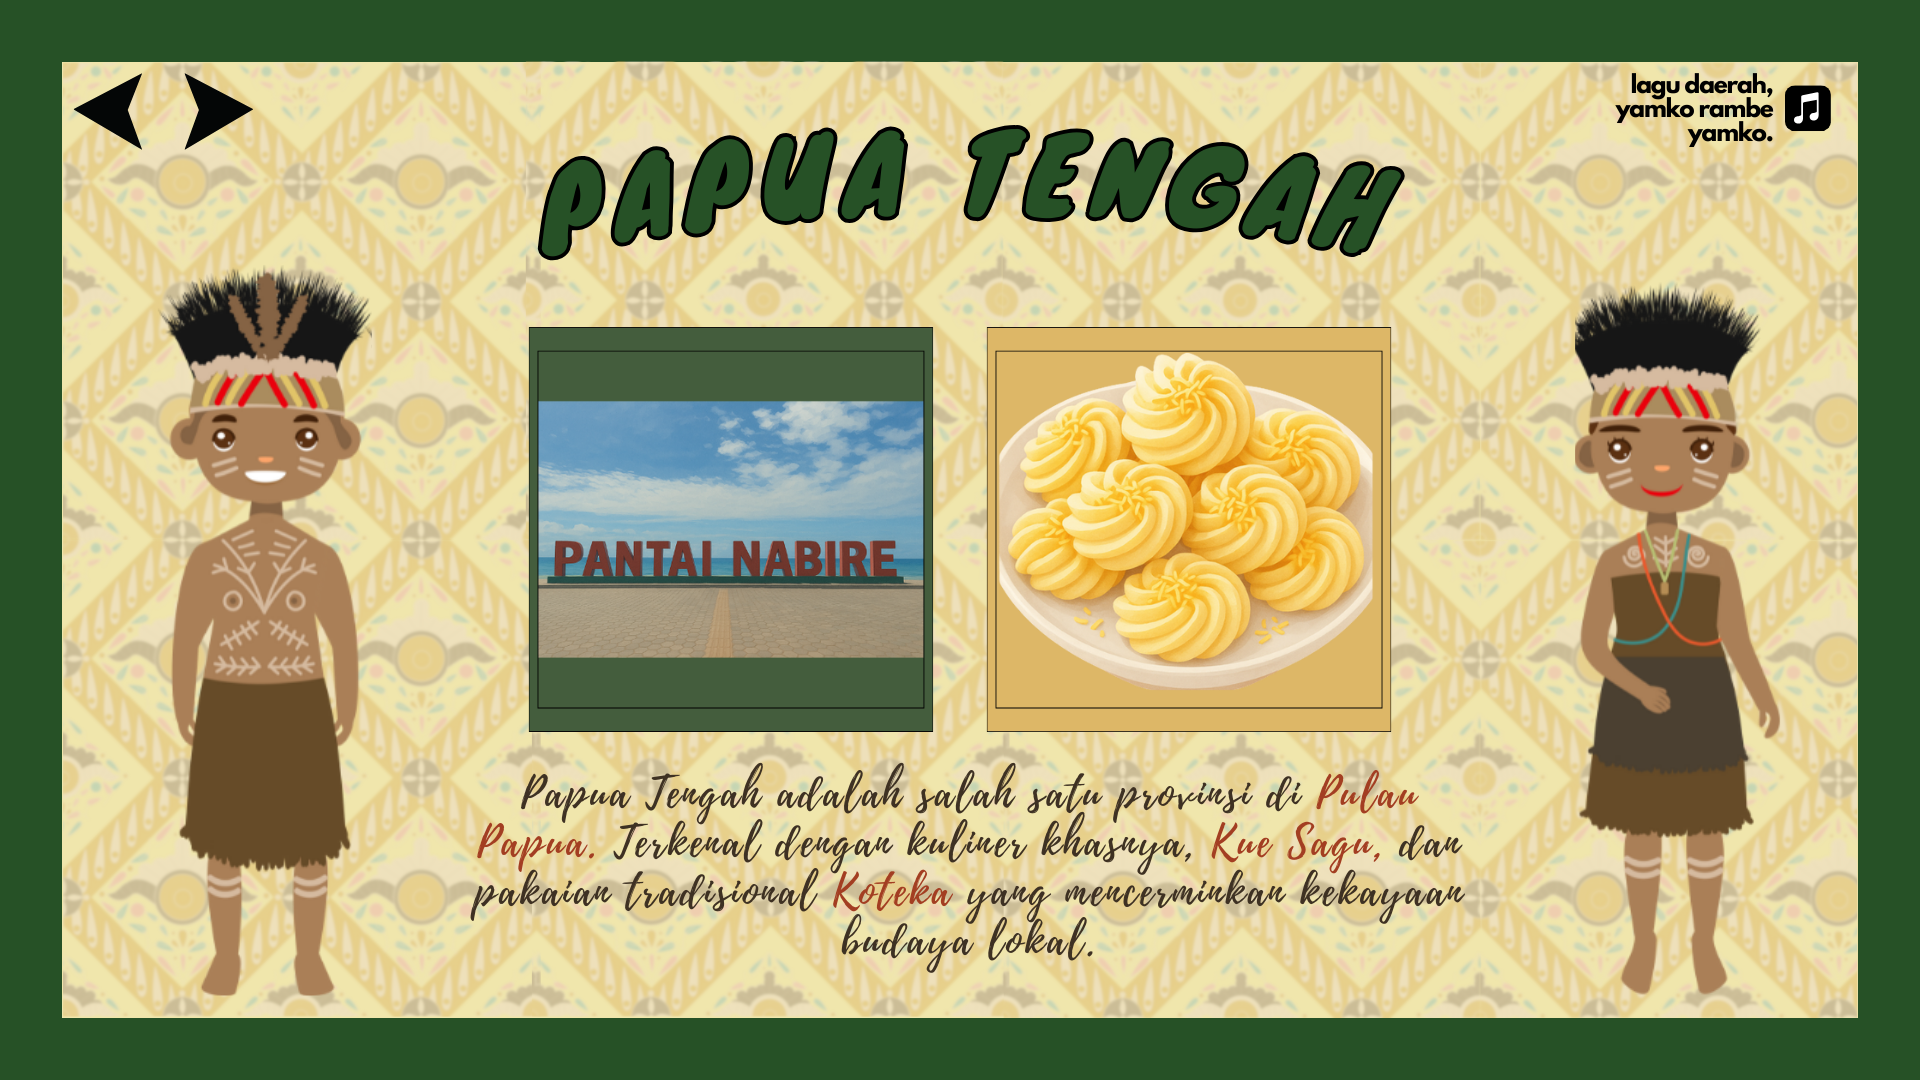 lagu daerah,
yamko rambe
yamko.
PAPUA TENGAH
PANTAI NABIRE
Papua Tengah adalah salah satu provinsi di Pulau
Papua. Terkenal dengan kuliner khasnya, Kue Sagu, dan
pakaian tradisional Koteka yang mencerminkan kekayaan
budaya lokal.